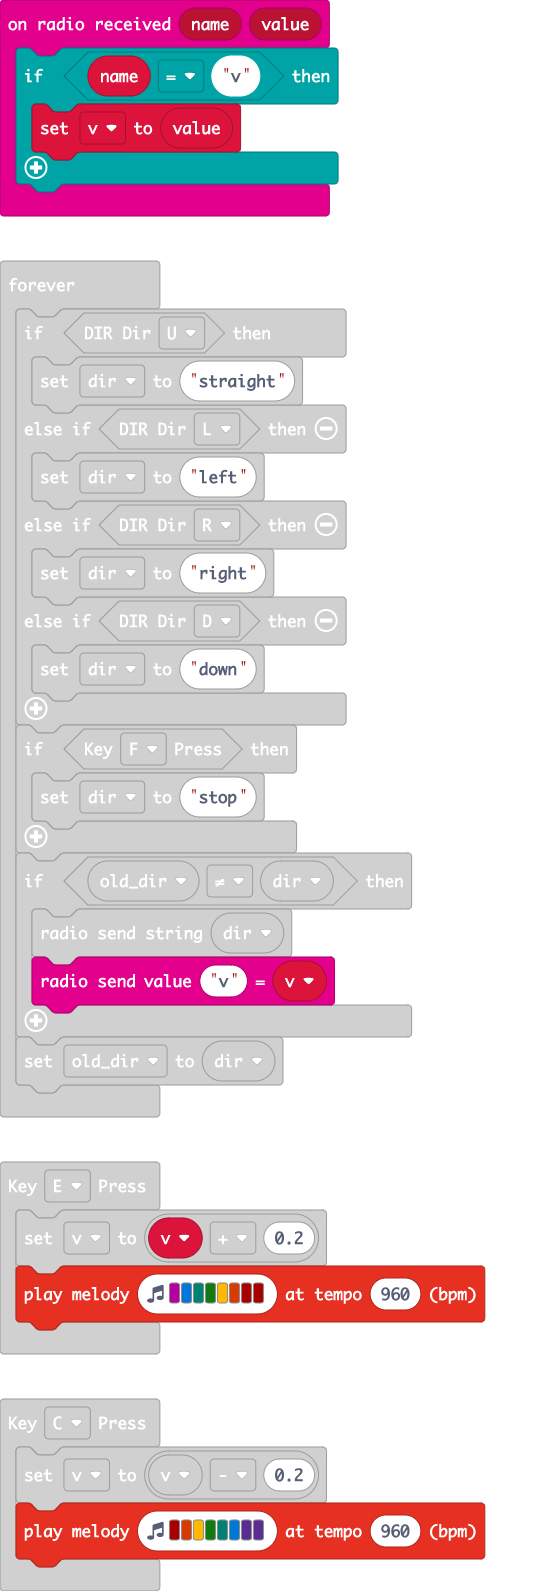 on radio received name value
if name = "v" then
set v to value
forever
if DIR Dir U then
set dir to "straight"
else if DIR Dir L then
set dir to "left"
else if DIR Dir R then
set dir to "right"
else if DIR Dir D then
set dir to "down"
if Key F Press then
set dir to "stop"
if old_dir ≠ dir then
radio send string dir
radio send value "v" = v
set old_dir to dir
Key E Press
set v to v + 0.2
play melody at tempo 960 (bpm)
Key C Press
set v to v - 0.2
play melody at tempo 960 (bpm)